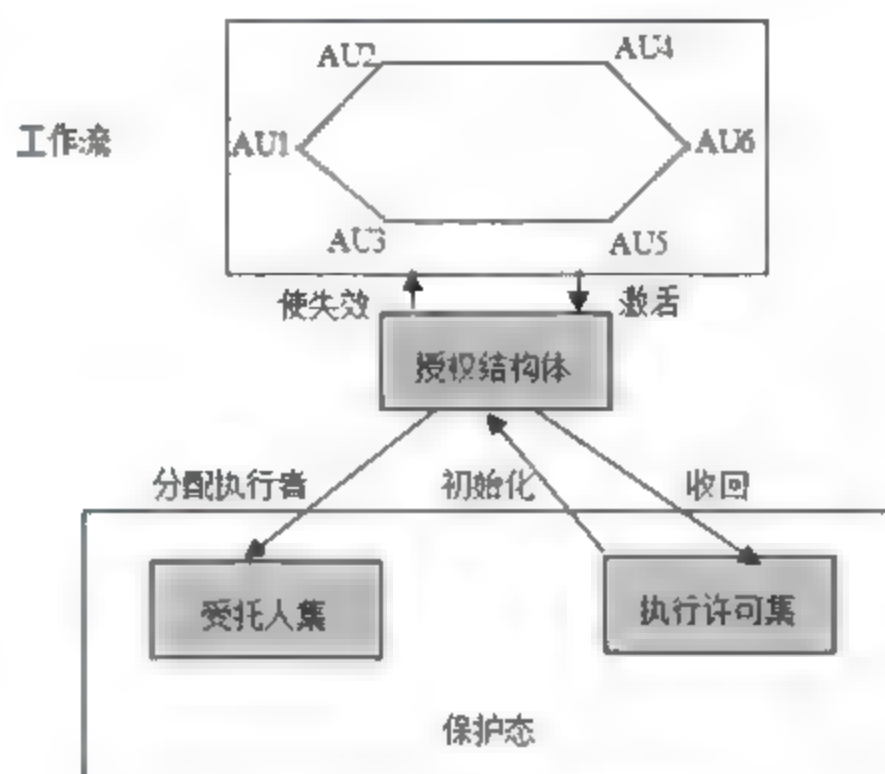 AU2
AU4
工作流
AU1
AU6
AU3
AU5
使失效
激活
授权结构体
分配执行者
初始化
收回
受托人集
执行许可集
保护态